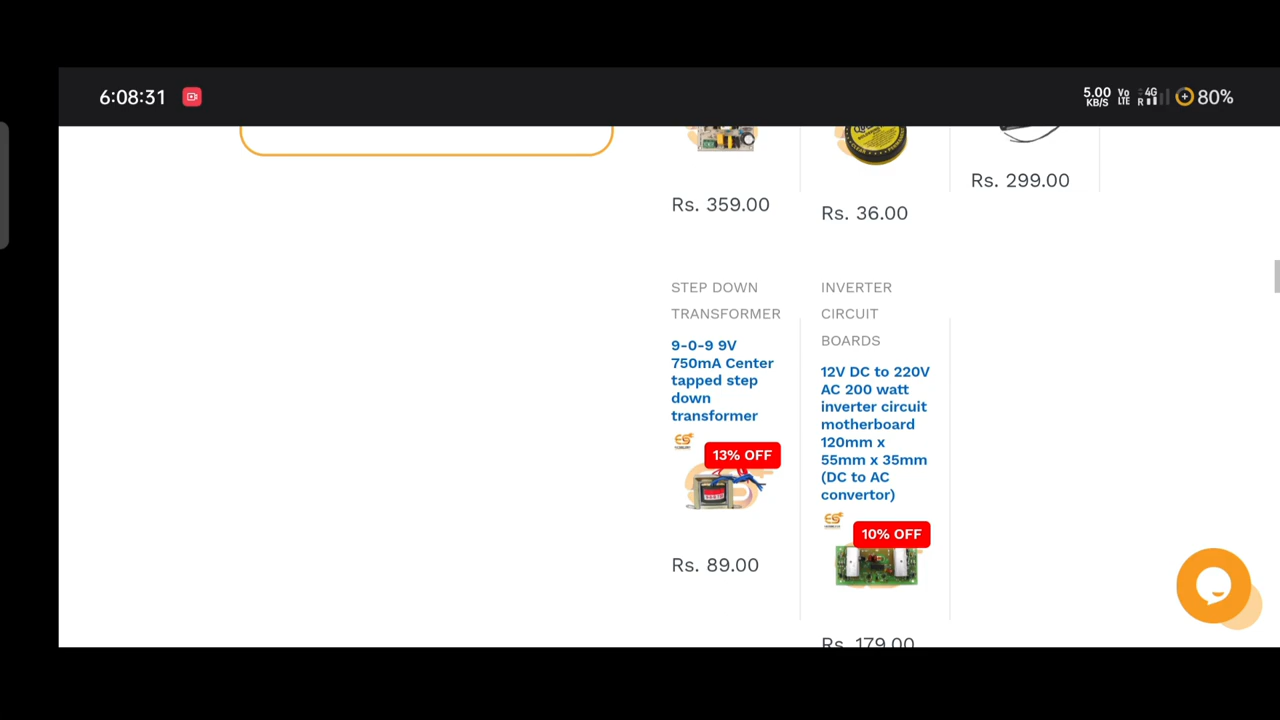 6:08:31
5.00 KB/S Vo LTE R 4G 80%
Rs. 359.00
Rs. 36.00
Rs. 299.00
STEP DOWN
TRANSFORMER
9-0-9 9V
750mA Center
tapped step
down
transformer
ES
13% OFF
Rs. 89.00
INVERTER
CIRCUIT
BOARDS
12V DC to 220V
AC 200 watt
inverter circuit
motherboard
120mm x
55mm x 35mm
(DC to AC
convertor)
ES
10% OFF
Rs. 179.00